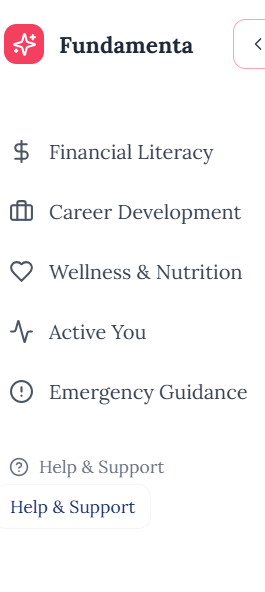 Fundamenta
Financial Literacy
Career Development
Wellness & Nutrition
Active You
Emergency Guidance
Help & Support
Help & Support